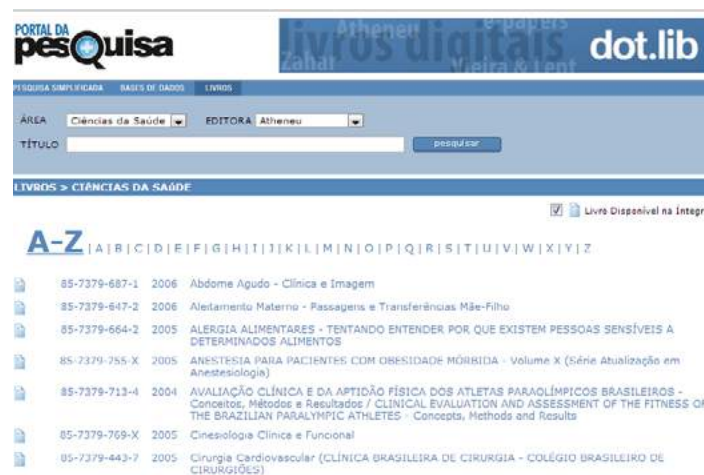 PORTAL DA
pesquisa
livros digitais
Atheneu
e-papers
Zahar
Vieira & Lent
dot.lib
PESQUISA SIMPLIFICADA BASES DE DADOS LIVROS
ÁREA Ciências da Saúde EDITORA Atheneu
TÍTULO pesquisar
LIVROS > CIÊNCIAS DA SAÚDE
Livro Disponível na Íntegr
A-Z | A | B | C | D | E | F | G | H | I | J | K | L | M | N | O | P | Q | R | S | T | U | V | W | X | Y | Z
85-7379-687-1 2006 Abdome Agudo - Clínica e Imagem
85-7379-647-2 2006 Aleitamento Materno - Passagens e Transferências Mãe-Filho
85-7379-664-2 2005 ALERGIA ALIMENTARES - TENTANDO ENTENDER POR QUE EXISTEM PESSOAS SENSÍVEIS A
DETERMINADOS ALIMENTOS
85-7379-755-X 2005 ANESTESIA PARA PACIENTES COM OBESIDADE MÓRBIDA - Volume X (Série Atualização em
Anestesiologia)
85-7379-713-4 2004 AVALIAÇÃO CLÍNICA E DA APTIDÃO FÍSICA DOS ATLETAS PARAOLÍMPICOS BRASILEIROS -
Conceitos, Métodos e Resultados / CLINICAL EVALUATION AND ASSESSMENT OF THE FITNESS OF
THE BRAZILIAN PARALYMPIC ATHLETES - Concepts, Methods and Results
85-7379-769-X 2005 Cinesiologia Clínica e Funcional
85-7379-443-7 2005 Cirurgia Cardiovascular (CLÍNICA BRASILEIRA DE CIRURGIA - COLÉGIO BRASILEIRO DE
CIRURGIÕES)